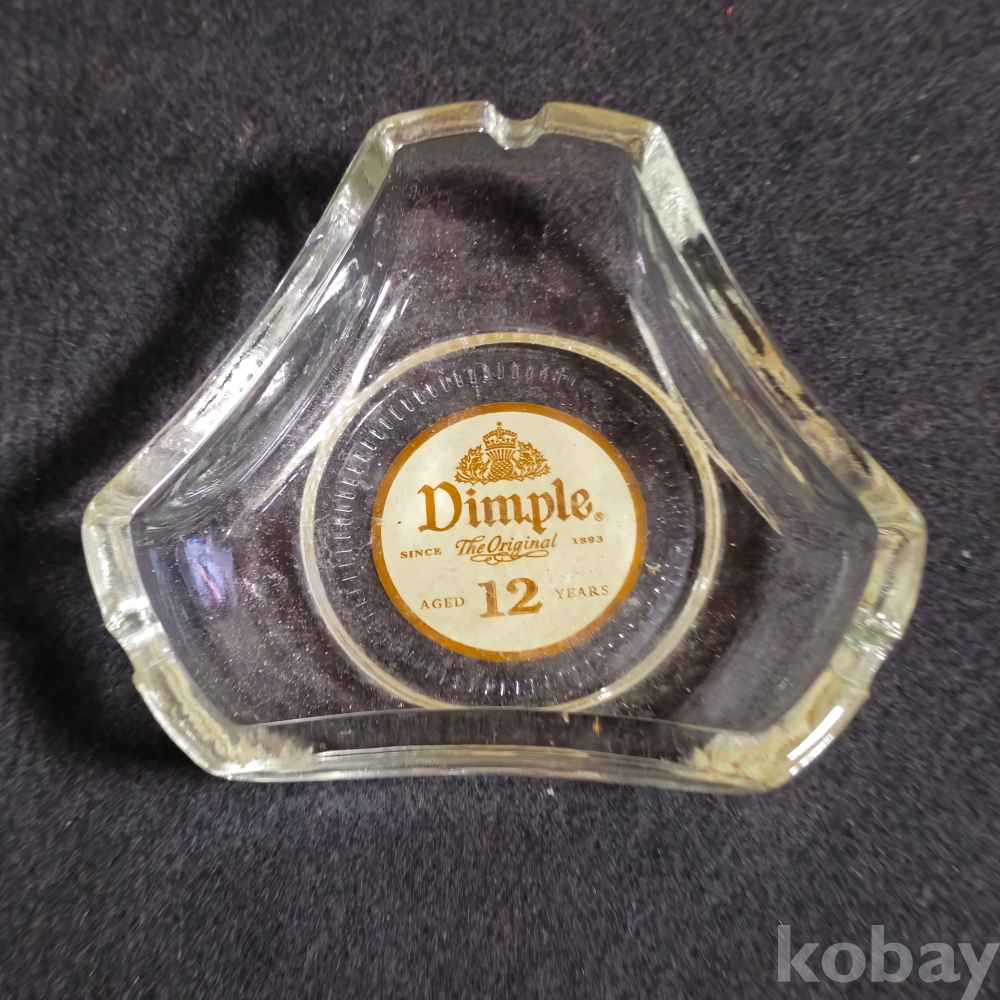 Dimple®
SINCE The Original 1893
AGED 12 YEARS
kobay